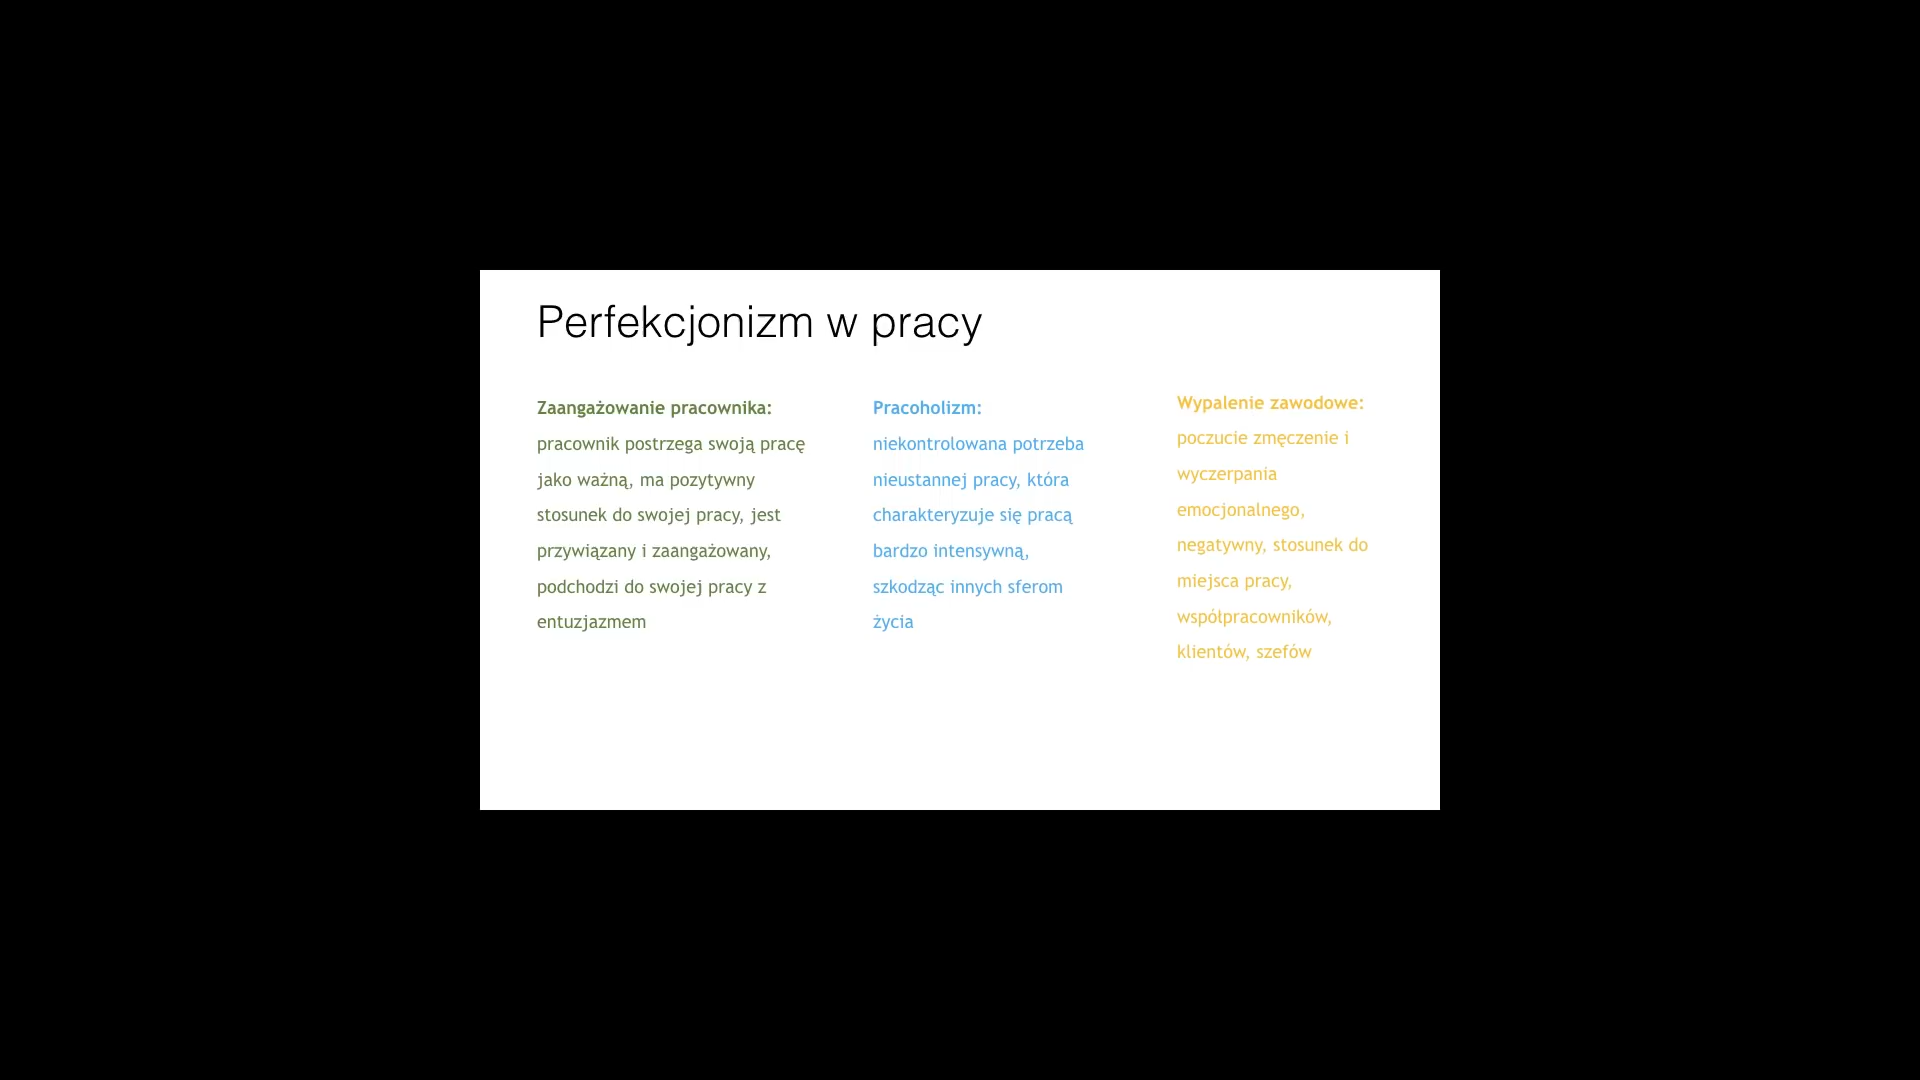 Perfekcjonizm w pracy
Zaangażowanie pracownika:
pracownik postrzega swoją pracę
jako ważną, ma pozytywny
stosunek do swojej pracy, jest
przywiązany i zaangażowany,
podchodzi do swojej pracy z
entuzjazmem
Pracoholizm:
niekontrolowana potrzeba
nieustannej pracy, która
charakteryzuje się pracą
bardzo intensywną,
szkodząc innych sferom
życia
Wypalenie zawodowe:
poczucie zmęczenie i
wyczerpania
emocjonalnego,
negatywny, stosunek do
miejsca pracy,
współpracowników,
klientów, szefów